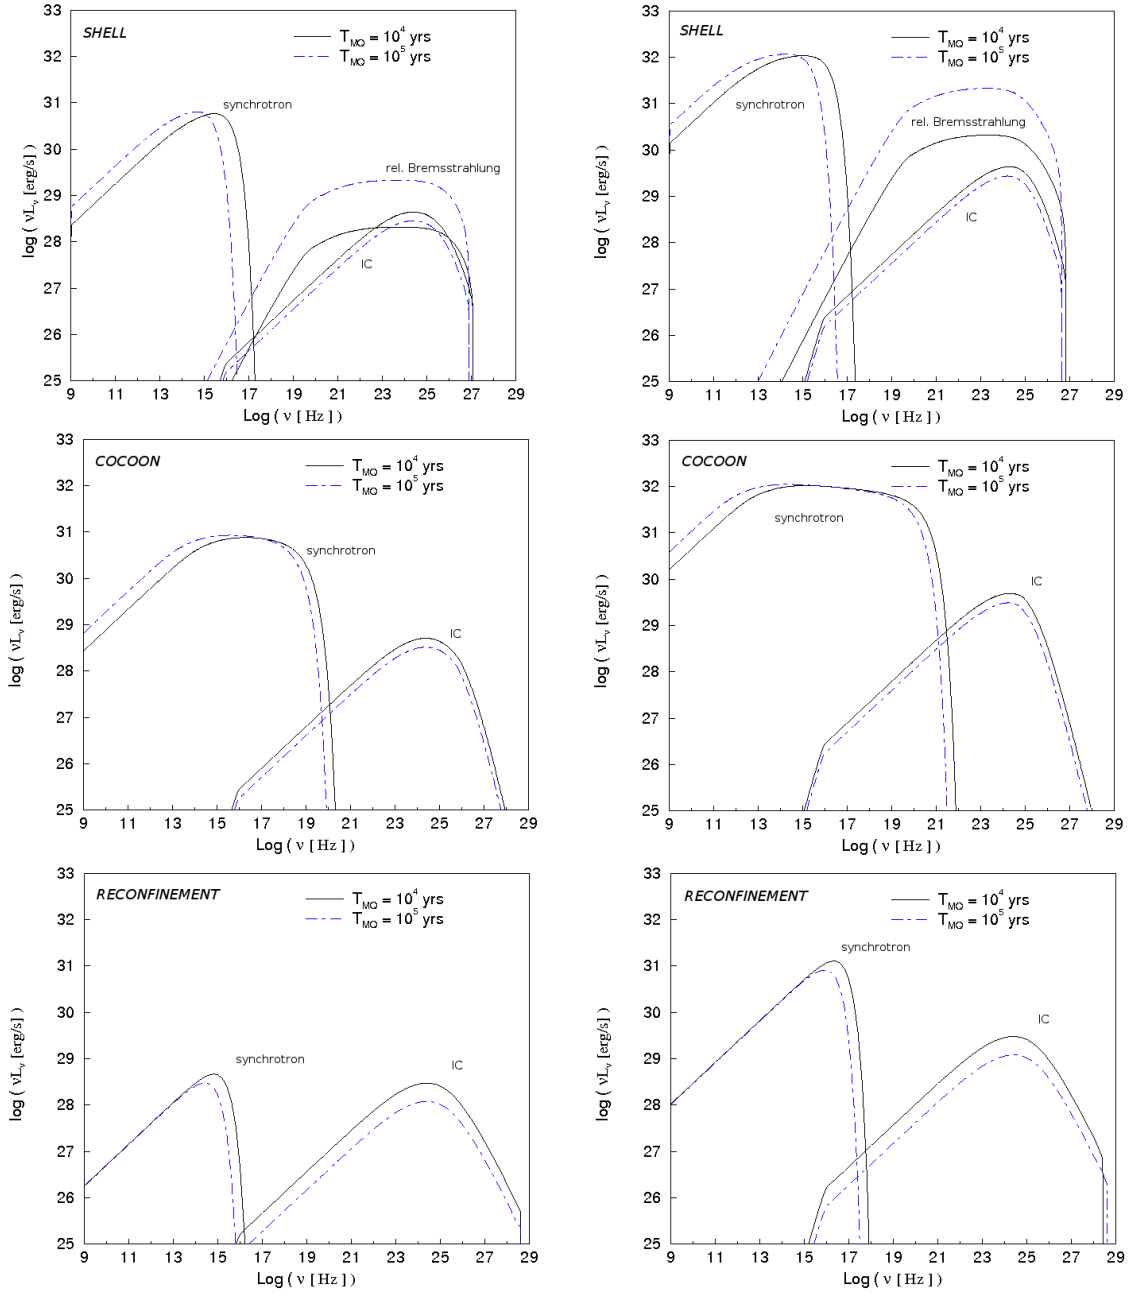 SHELL
T_MQ = 10^4 yrs
T_MQ = 10^5 yrs
synchrotron
rel. Bremsstrahlung
IC
log ( νL_ν [erg/s] )
33
32
31
30
29
28
27
26
25
9 11 13 15 17 19 21 23 25 27 29
Log ( ν [ Hz ] )
SHELL
T_MQ = 10^4 yrs
T_MQ = 10^5 yrs
synchrotron
rel. Bremsstrahlung
IC
log ( νL_ν [erg/s] )
33
32
31
30
29
28
27
26
25
9 11 13 15 17 19 21 23 25 27 29
Log ( ν [ Hz ] )
COCOON
T_MQ = 10^4 yrs
T_MQ = 10^5 yrs
synchrotron
IC
log ( νL_ν [erg/s] )
33
32
31
30
29
28
27
26
25
9 11 13 15 17 19 21 23 25 27 29
Log ( ν [ Hz ] )
COCOON
T_MQ = 10^4 yrs
T_MQ = 10^5 yrs
synchrotron
IC
log ( νL_ν [erg/s] )
33
32
31
30
29
28
27
26
25
9 11 13 15 17 19 21 23 25 27 29
Log ( ν [ Hz ] )
RECONFINEMENT
T_MQ = 10^4 yrs
T_MQ = 10^5 yrs
synchrotron
IC
log ( νL_ν [erg/s] )
33
32
31
30
29
28
27
26
25
9 11 13 15 17 19 21 23 25 27 29
Log ( ν [ Hz ] )
RECONFINEMENT
T_MQ = 10^4 yrs
T_MQ = 10^5 yrs
synchrotron
IC
log ( νL_ν [erg/s] )
33
32
31
30
29
28
27
26
25
9 11 13 15 17 19 21 23 25 27 29
Log ( ν [ Hz ] )